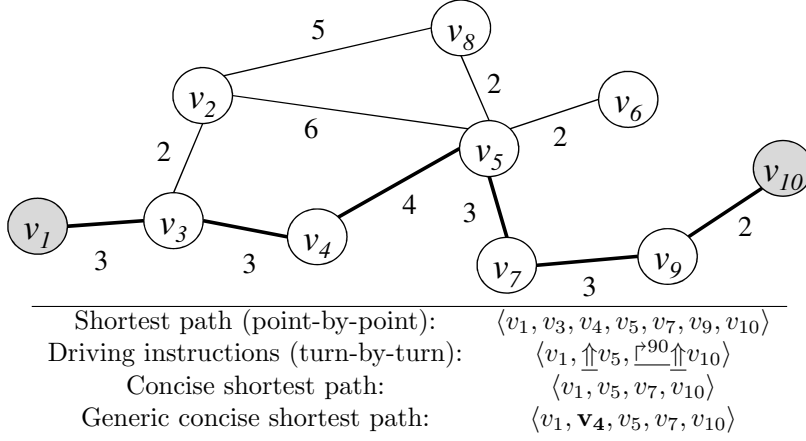 5
v8
v2
2
v6
6
2
v5
2
v10
v1
v3
4
3
v4
2
3
3
v7
v9
3
Shortest path (point-by-point): ⟨v1, v3, v4, v5, v7, v9, v10⟩
Driving instructions (turn-by-turn): ⟨v1, ⇑v5, ↱90⇑v10⟩
Concise shortest path: ⟨v1, v5, v7, v10⟩
Generic concise shortest path: ⟨v1, v4, v5, v7, v10⟩